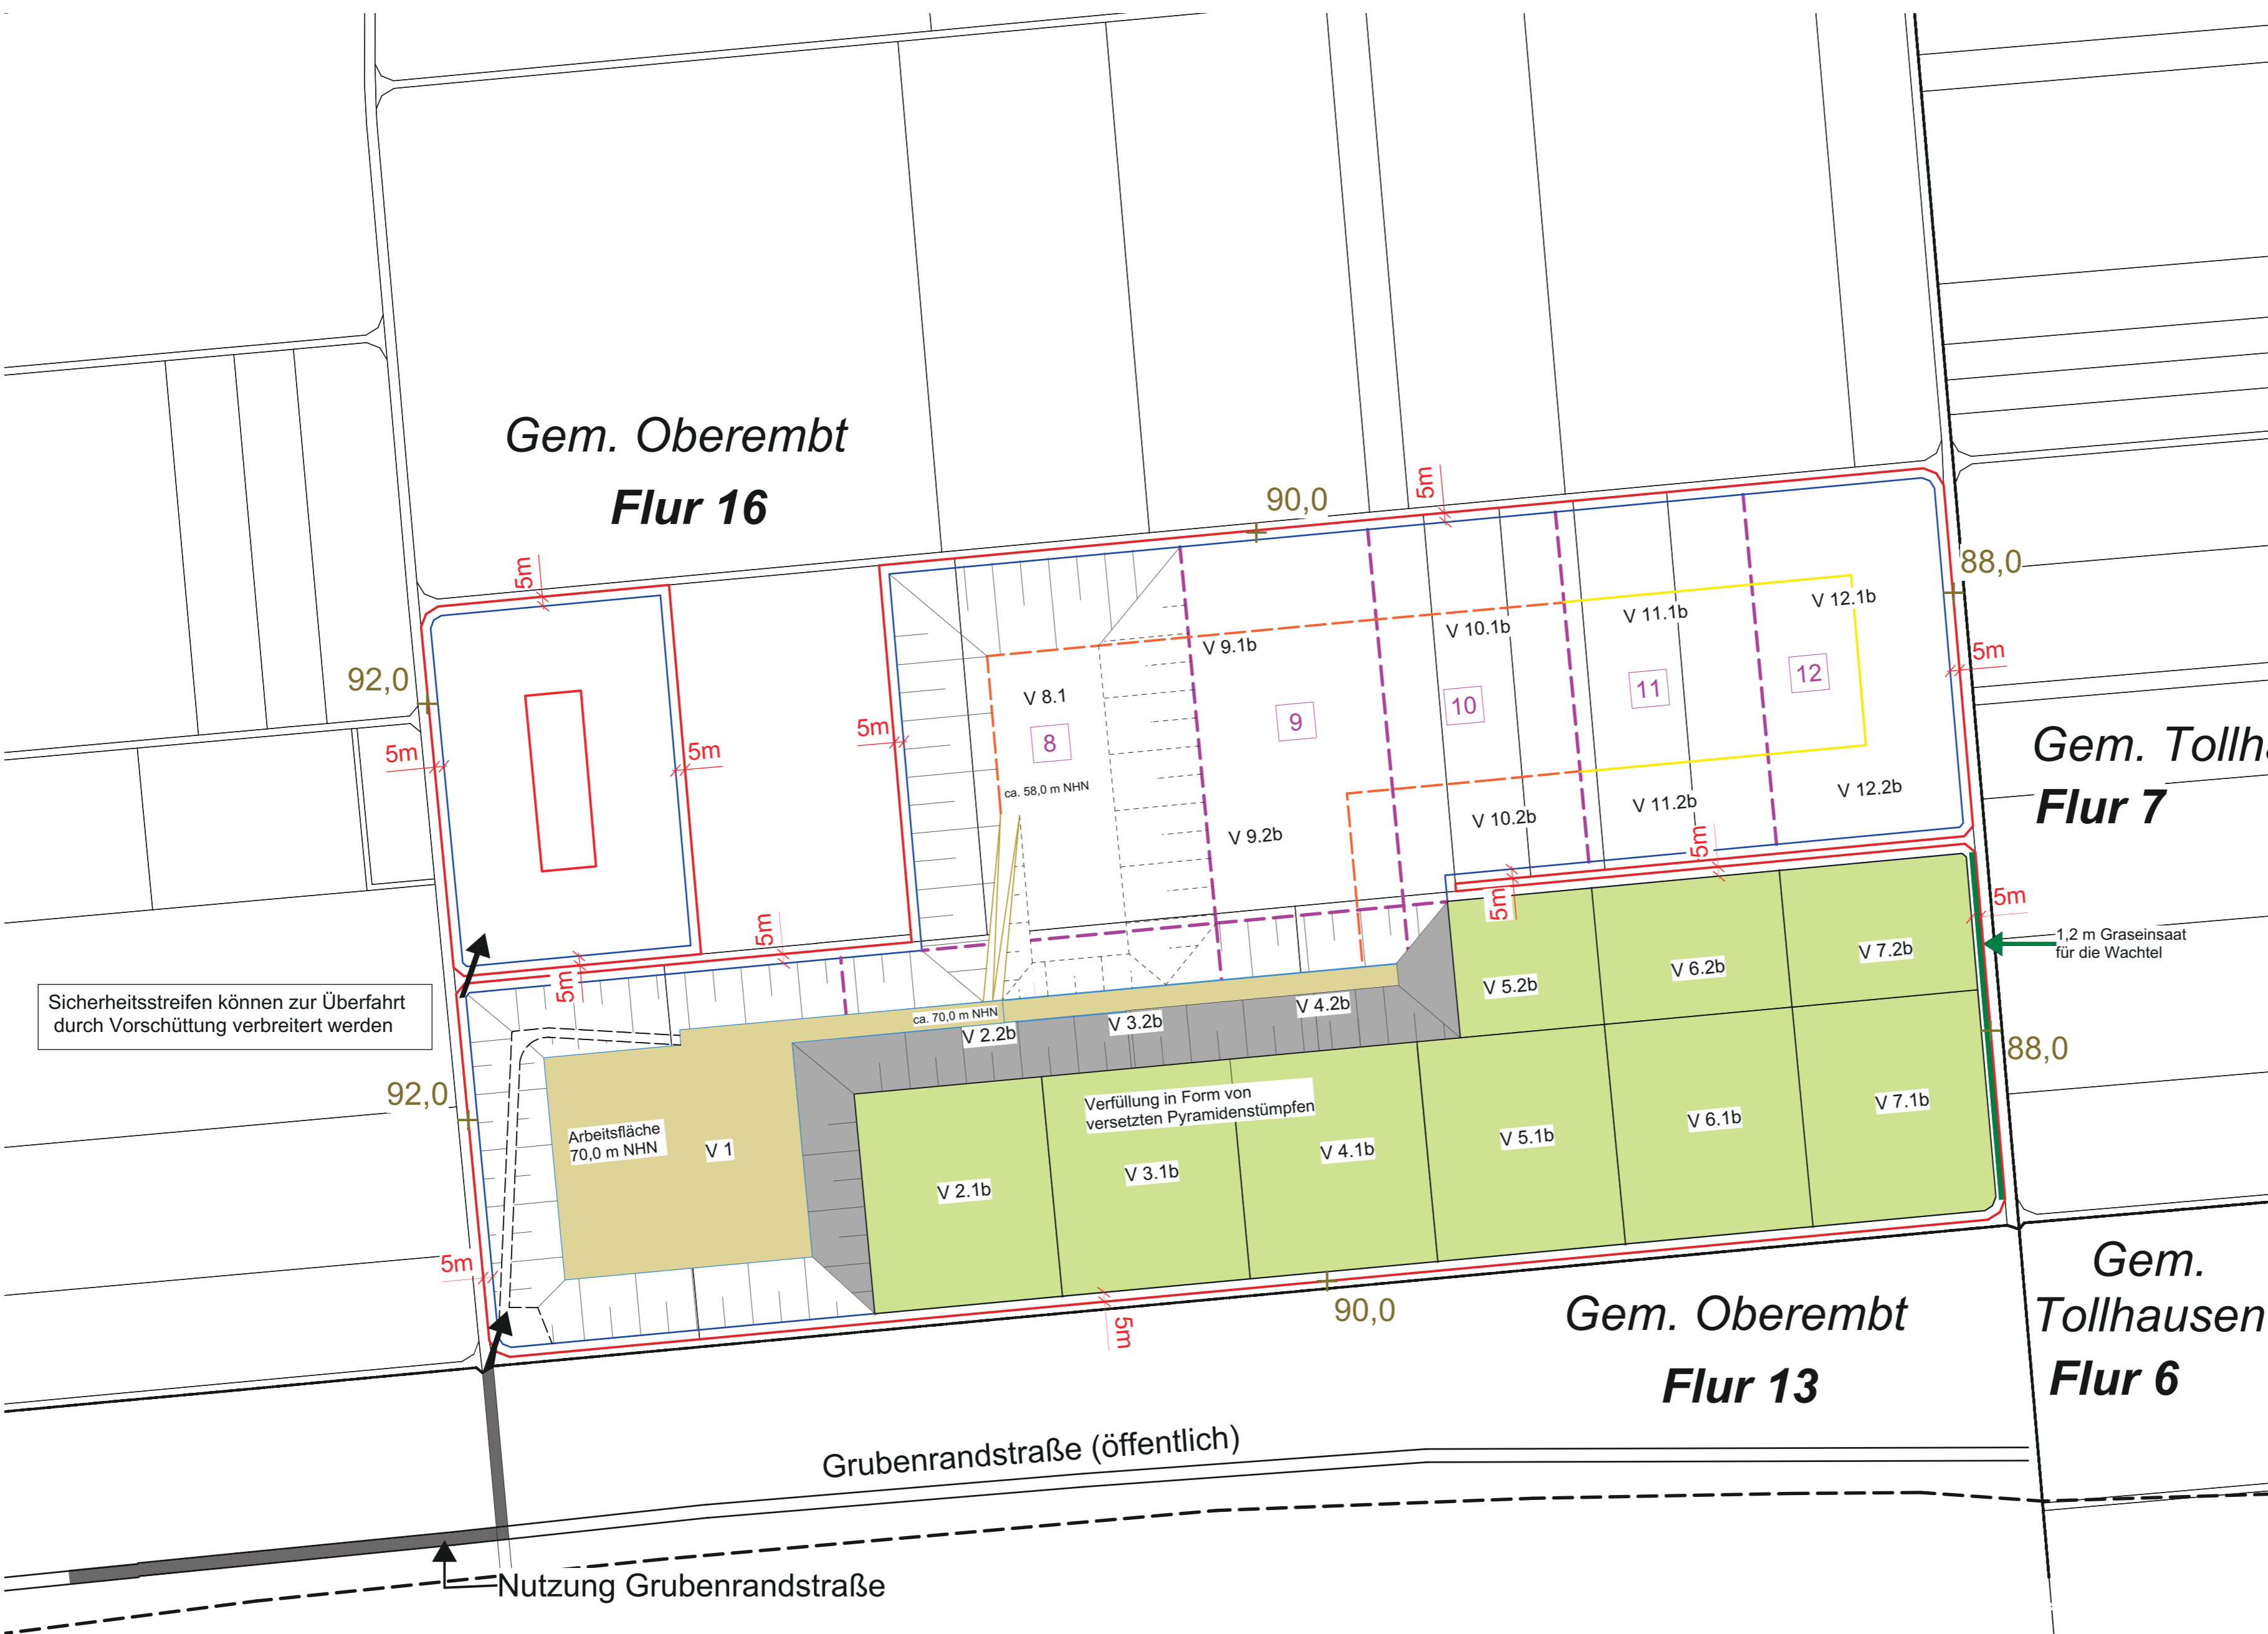 Gem. Oberembt
Flur 16
5m
90,0
5m
88,0
5m
92,0
5m
5m
5m
V 8.1
8
ca. 58,0 m NHN
V 9.1b
9
V 9.2b
V 10.1b
10
V 10.2b
V 11.1b
11
V 11.2b
V 12.1b
12
V 12.2b
Gem. Tollha
Flur 7
5m
5m
5m
5m
5m
1,2 m Graseinsaat
für die Wachtel
Sicherheitsstreifen können zur Überfahrt
durch Vorschüttung verbreitert werden
ca. 70,0 m NHN
V 2.2b
V 3.2b
V 4.2b
V 5.2b
V 6.2b
V 7.2b
88,0
92,0
Arbeitsfläche
70,0 m NHN
V 1
Verfüllung in Form von
versetzten Pyramidenstümpfen
V 2.1b
V 3.1b
V 4.1b
V 5.1b
V 6.1b
V 7.1b
5m
5m
90,0
Gem. Oberembt
Flur 13
Gem.
Tollhausen
Flur 6
Grubenrandstraße (öffentlich)
Nutzung Grubenrandstraße